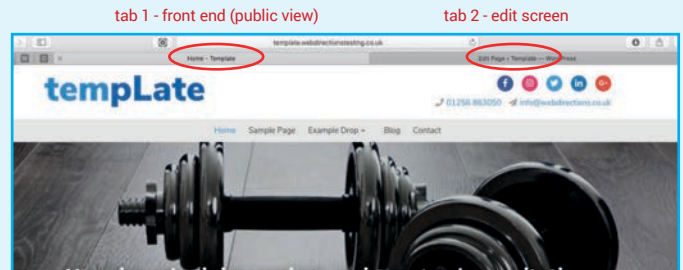 tab 1 - front end (public view) tab 2 - edit screen
template.webdirectionstesting.co.uk
Home - Template Edit Page ‹ Template — WordPress
tempLate
01256 883050 info@webdirections.co.uk
Home Sample Page Example Drop Blog Contact